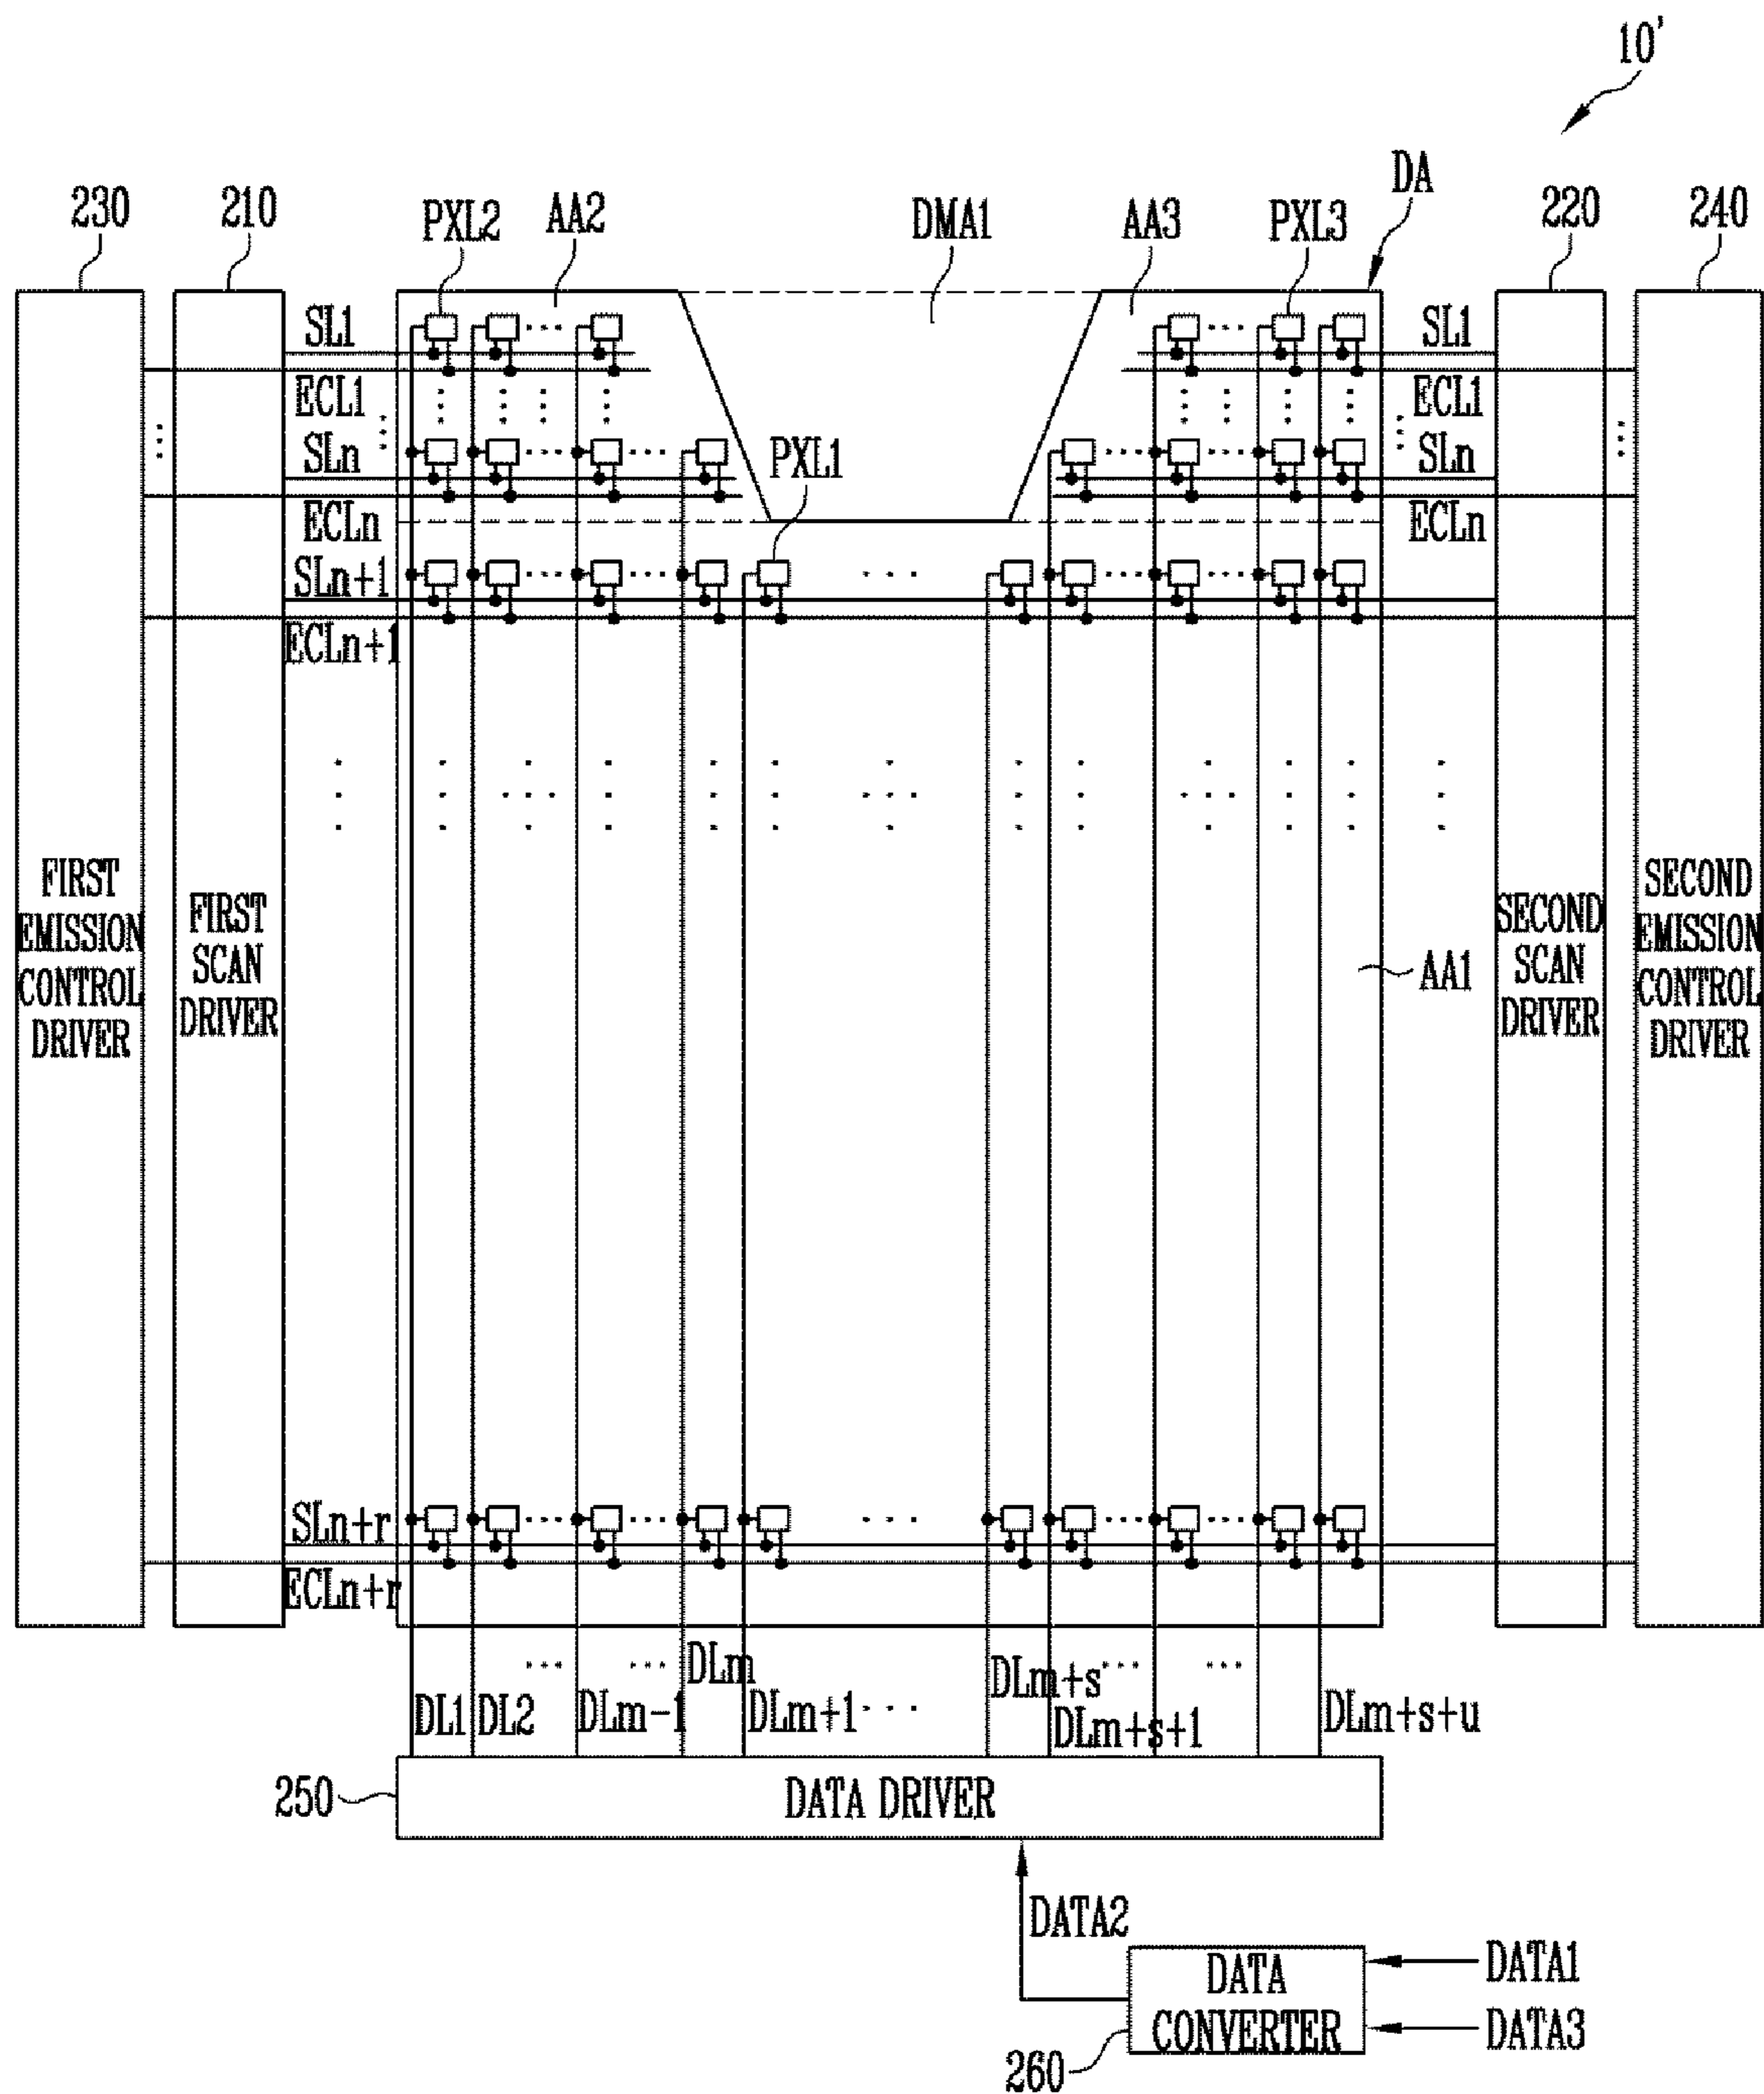 10'
230
210
PXL2
AA2
DMA1
AA3
PXL3
DA
220
240
SL1
SL1
ECL1
ECL1
SLn
SLn
PXL1
ECLn
ECLn
SLn+1
ECLn+1
FIRST
EMISSION
CONTROL
DRIVER
FIRST
SCAN
DRIVER
SECOND
SCAN
DRIVER
SECOND
EMISSION
CONTROL
DRIVER
AA1
SLn+r
ECLn+r
DL1
DL2
DLm-1
DLm
DLm+1
DLm+s
DLm+s+1
DLm+s+u
250
DATA DRIVER
DATA2
DATA
CONVERTER
DATA1
DATA3
260